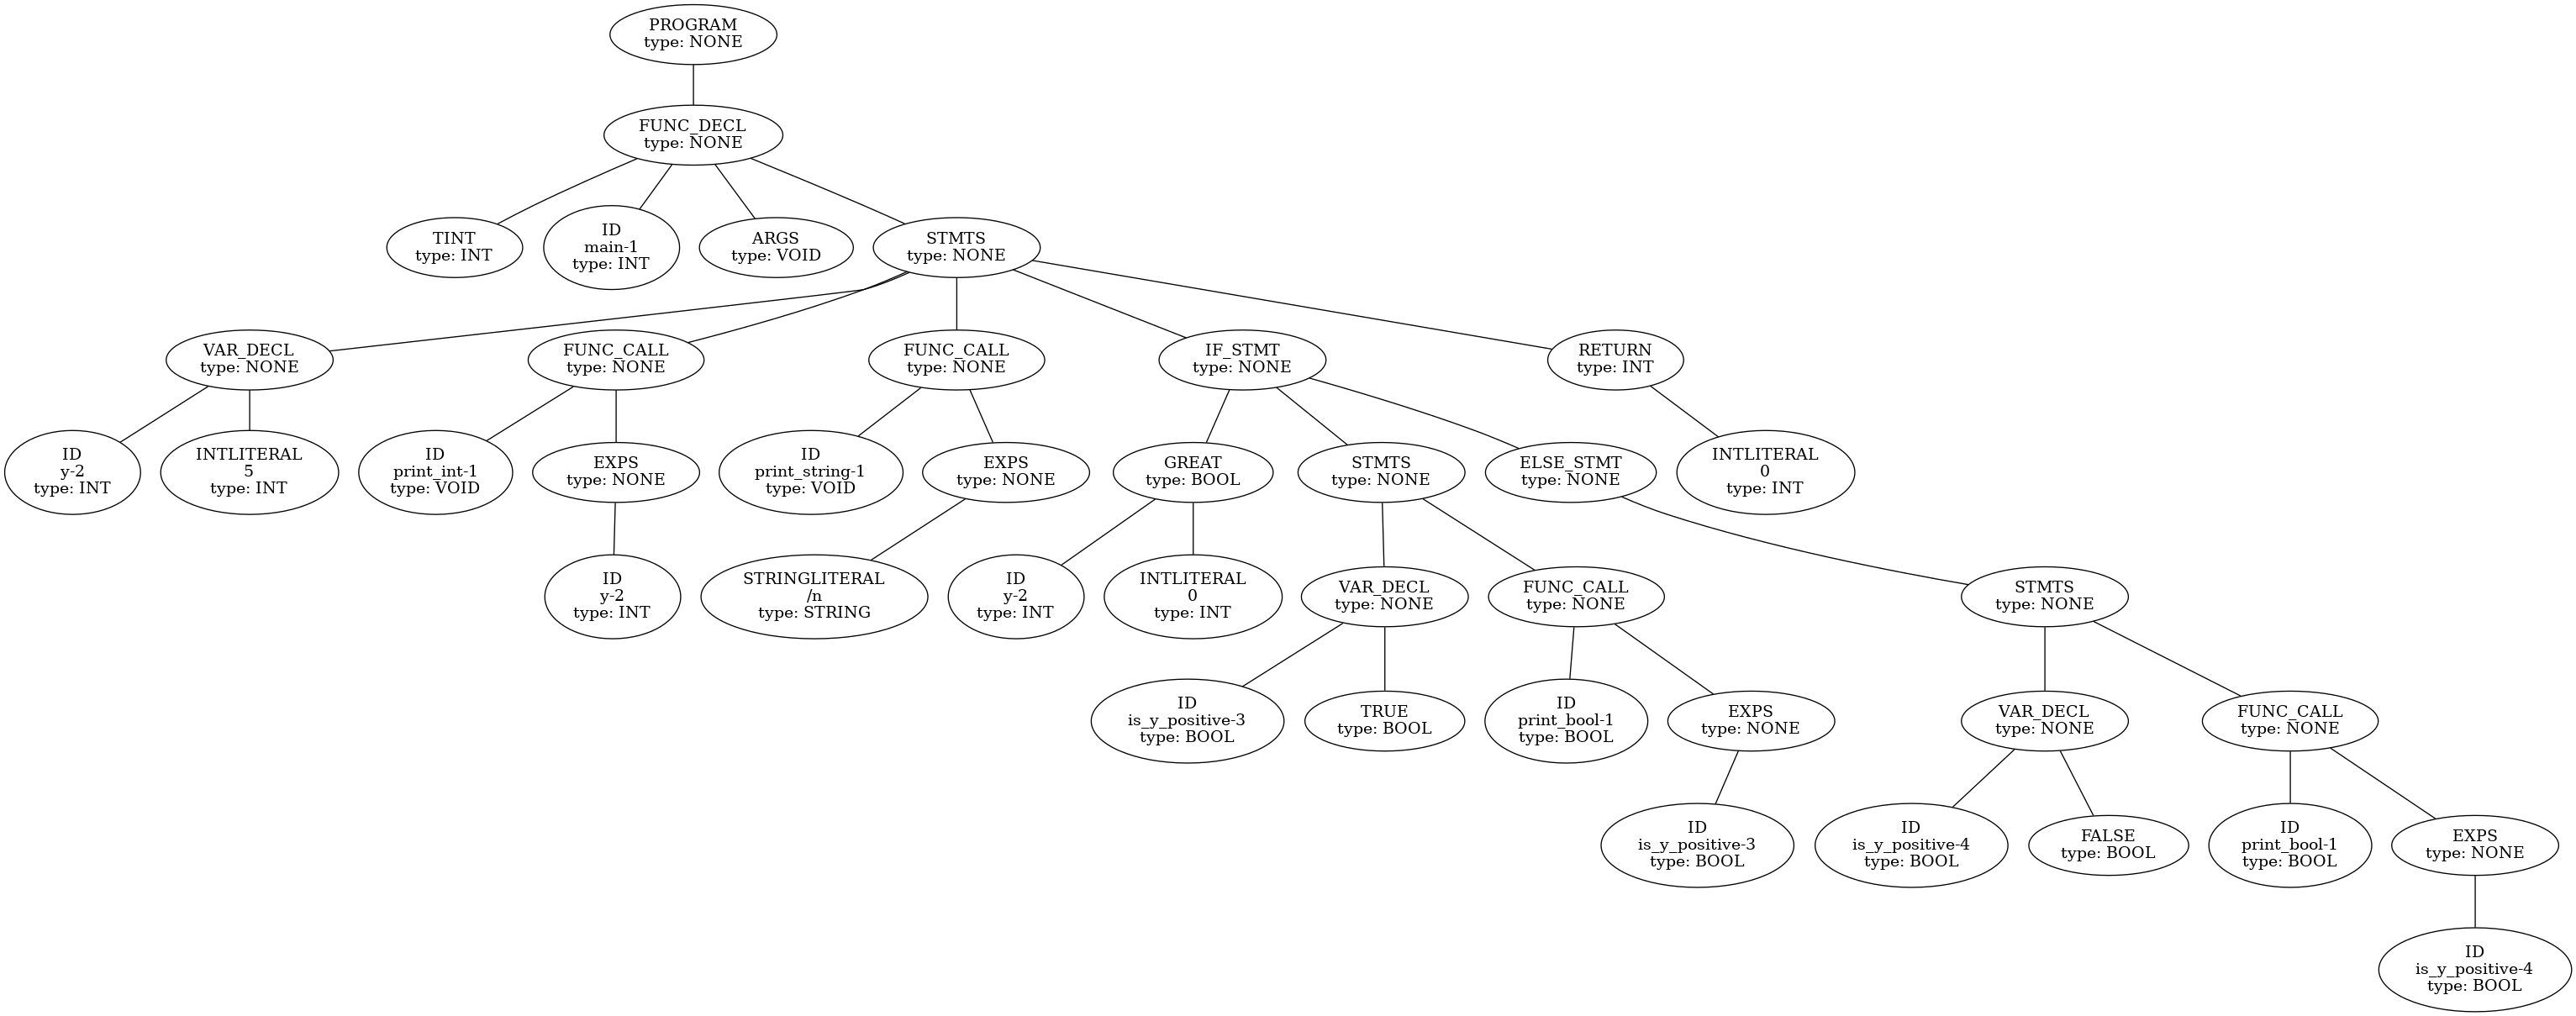 PROGRAM
type: NONE
FUNC_DECL
type: NONE
TINT
type: INT
ID
main-1
type: INT
ARGS
type: VOID
STMTS
type: NONE
VAR_DECL
type: NONE
FUNC_CALL
type: NONE
FUNC_CALL
type: NONE
IF_STMT
type: NONE
RETURN
type: INT
ID
y-2
type: INT
INTLITERAL
5
type: INT
ID
print_int-1
type: VOID
EXPS
type: NONE
ID
print_string-1
type: VOID
EXPS
type: NONE
GREAT
type: BOOL
STMTS
type: NONE
ELSE_STMT
type: NONE
INTLITERAL
0
type: INT
ID
y-2
type: INT
STRINGLITERAL
/n
type: STRING
ID
y-2
type: INT
INTLITERAL
0
type: INT
VAR_DECL
type: NONE
FUNC_CALL
type: NONE
STMTS
type: NONE
ID
is_y_positive-3
type: BOOL
TRUE
type: BOOL
ID
print_bool-1
type: BOOL
EXPS
type: NONE
VAR_DECL
type: NONE
FUNC_CALL
type: NONE
ID
is_y_positive-3
type: BOOL
ID
is_y_positive-4
type: BOOL
FALSE
type: BOOL
ID
print_bool-1
type: BOOL
EXPS
type: NONE
ID
is_y_positive-4
type: BOOL